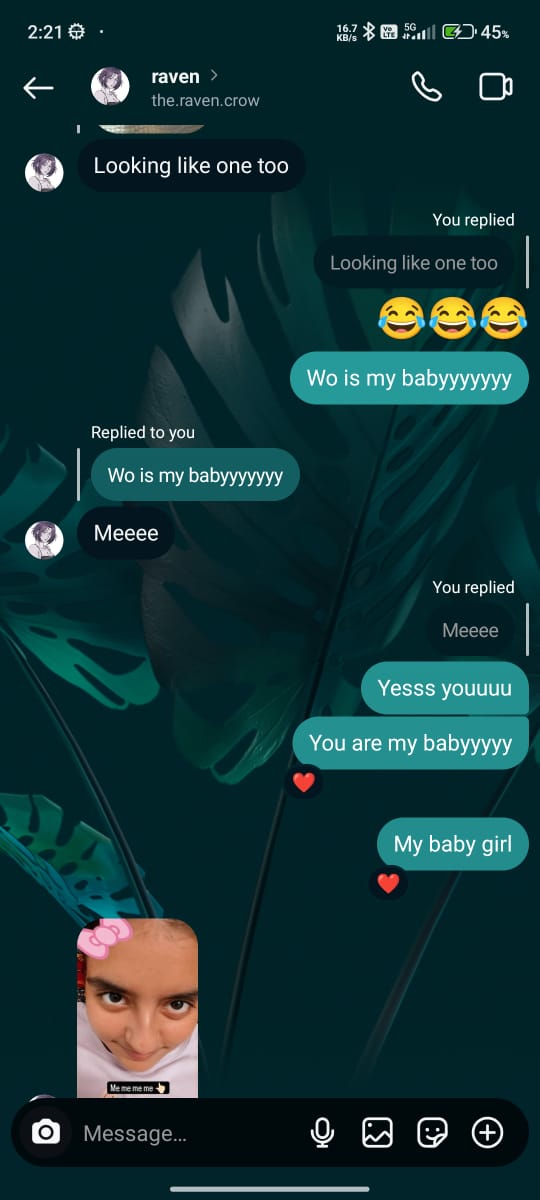 2:21
16.7 KB/s
Vo LTE
5G
45%
raven
the.raven.crow
Looking like one too
You replied
Looking like one too
😂😂😂
Wo is my babyyyyyyy
Replied to you
Wo is my babyyyyyyy
Meeee
You replied
Meeee
Yesss youuuu
You are my babyyyyy
❤️
My baby girl
❤️
Me me me me 👆🏻
Message…